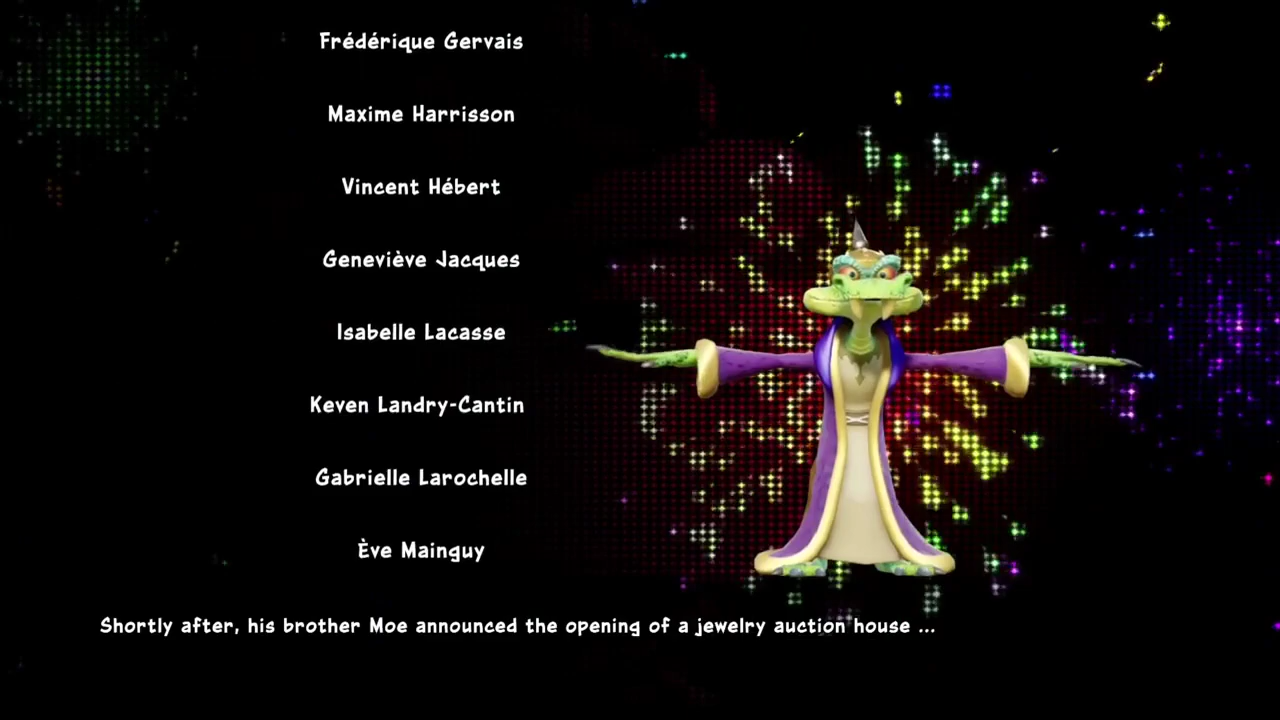 Frédérique Gervais
Maxime Harrisson
Vincent Hébert
Geneviève Jacques
Isabelle Lacasse
Keven Landry-Cantin
Gabrielle Larochelle
Ève Mainguy
Shortly after, his brother Moe announced the opening of a jewelry auction house ...